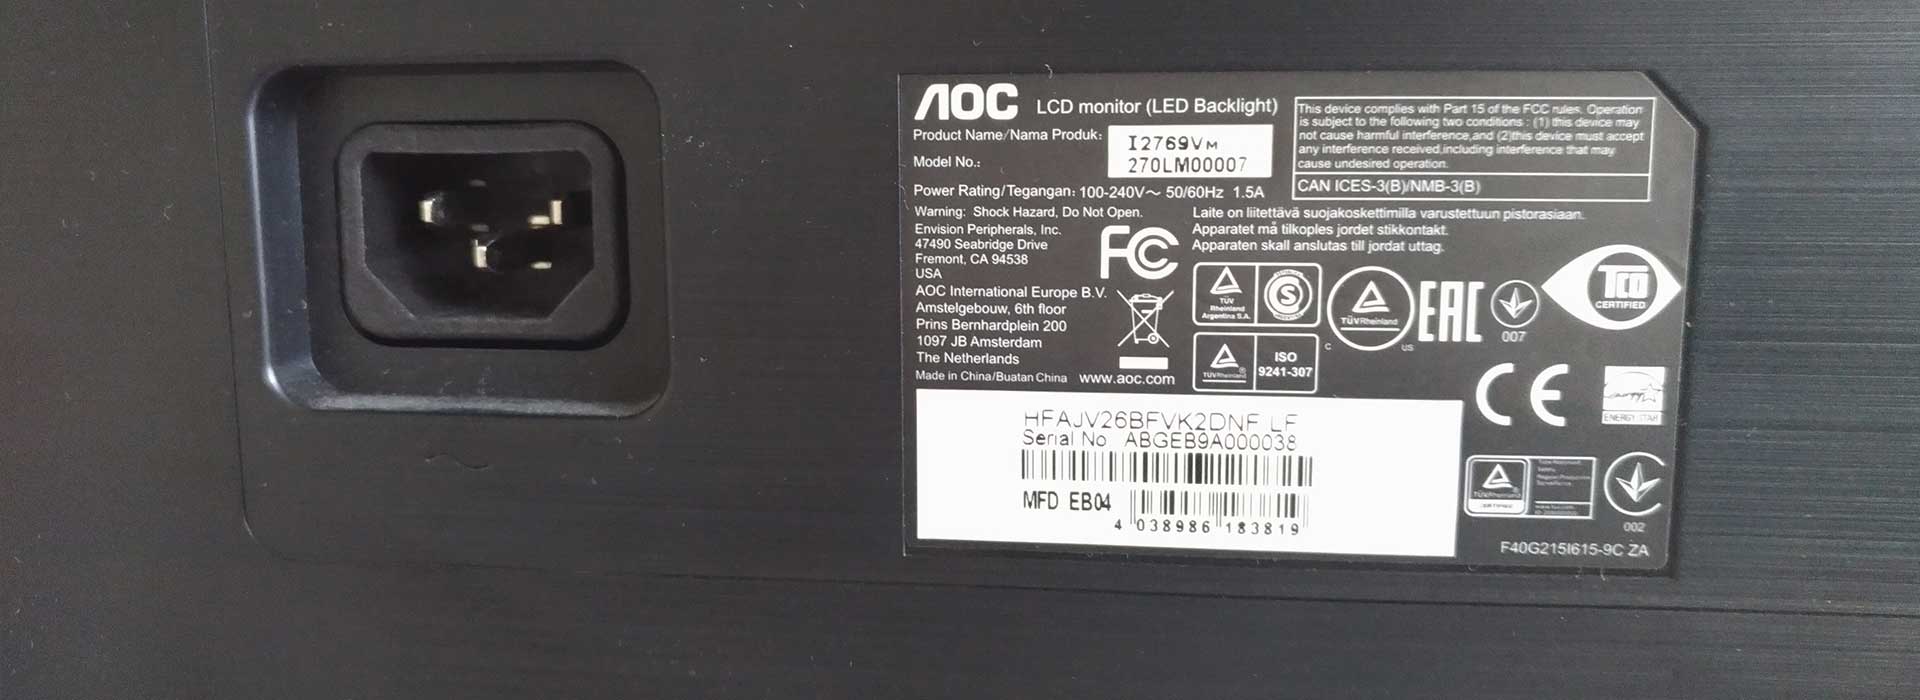 AOC LCD monitor (LED Backlight)
Product Name/Nama Produk: I2769VM
Model No.: 270LM00007
Power Rating/Tegangan: 100-240V~ 50/60Hz 1.5A
Warning: Shock Hazard, Do Not Open.
Envision Peripherals, Inc.
47490 Seabridge Drive
Fremont, CA 94538
USA
AOC International Europe B.V.
Amstelgebouw, 6th floor
Prins Bernhardplein 200
1097 JB Amsterdam
The Netherlands
Made in China/Buatan China www.aoc.com
This device complies with Part 15 of the FCC rules. Operation
is subject to the following two conditions : (1) this device may
not cause harmful interference,and (2)this device must accept
any interference received,including interference that may
cause undesired operation.
CAN ICES-3(B)/NMB-3(B)
Laite on liitettävä suojakoskettimilla varustettuun pistorasiaan.
Apparatet må tilkoples jordet stikkontakt.
Apparaten skall anslutas till jordat uttag.
FC
TÜV
Rheinland
Argentina S.A.
S
TÜVRheinland
C US
EAC
007
TCO
CERTIFIED
TÜVRheinland
ISO
9241-307
CE
ENERGY STAR
HFAJV26BFVK2DNF LF
Serial No ABGEB9A000038
MFD EB04
4 038986 183819
TÜVRheinland
002
F40G215I615-9C ZA